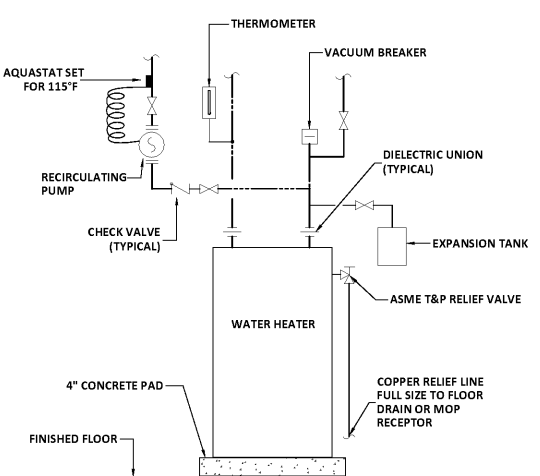 THERMOMETER
VACUUM BREAKER
AQUASTAT SET
FOR 115°F
DIELECTRIC UNION
(TYPICAL)
RECIRCULATING
PUMP
CHECK VALVE
(TYPICAL)
EXPANSION TANK
ASME T&P RELIEF VALVE
WATER HEATER
4" CONCRETE PAD
COPPER RELIEF LINE
FULL SIZE TO FLOOR
DRAIN OR MOP
RECEPTOR
FINISHED FLOOR